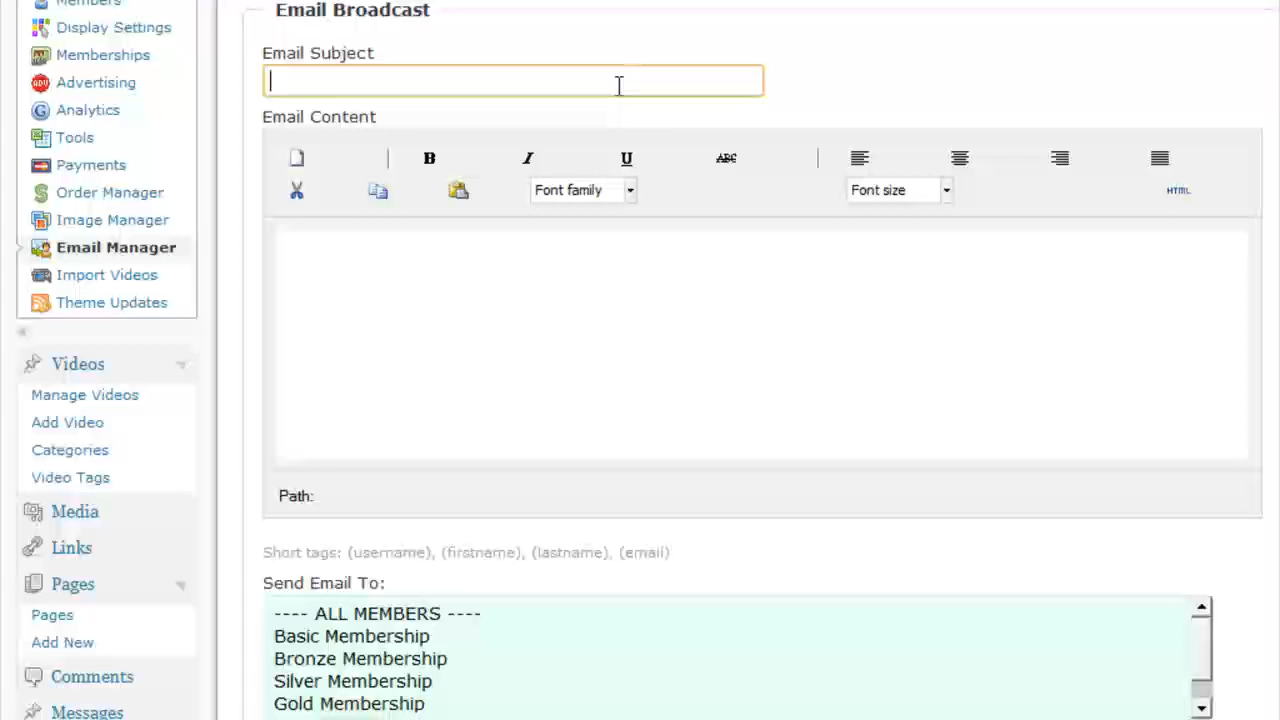 Members
Display Settings
Memberships
Advertising
Analytics
Tools
Payments
Order Manager
Image Manager
Email Manager
Import Videos
Theme Updates
Videos
Manage Videos
Add Video
Categories
Video Tags
Media
Links
Pages
Pages
Add New
Comments
Messages
Email Broadcast
Email Subject
Email Content
B I U ABC
Font family Font size HTML
Path:
Short tags: (username), (firstname), (lastname), (email)
Send Email To:
---- ALL MEMBERS ----
Basic Membership
Bronze Membership
Silver Membership
Gold Membership